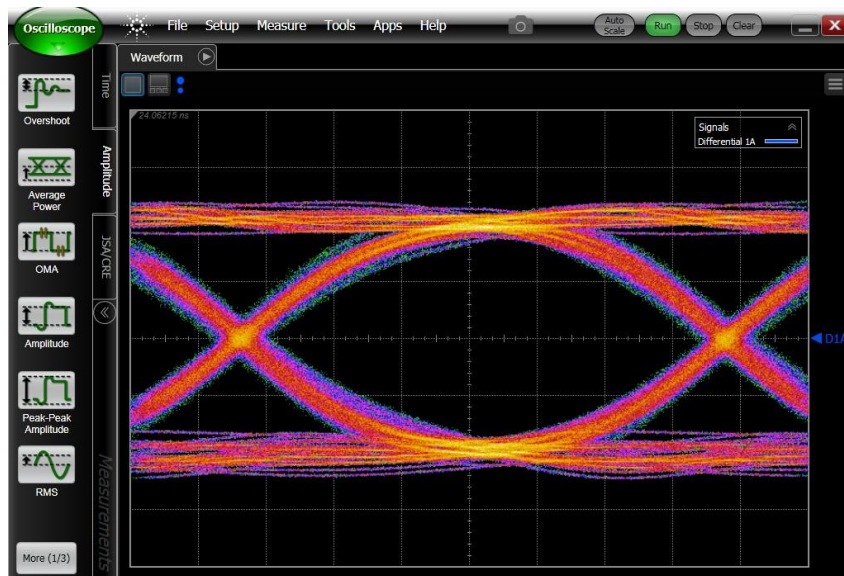 Oscilloscope
File Setup Measure Tools Apps Help
Auto
Scale
Run
Stop
Clear
X
Waveform
Time
Amplitude
JSA/CRE
Measurements
Overshoot
Average
Power
OMA
Amplitude
Peak-Peak
Amplitude
RMS
More (1/3)
24.06215 ns
Signals
Differential 1A
D1A